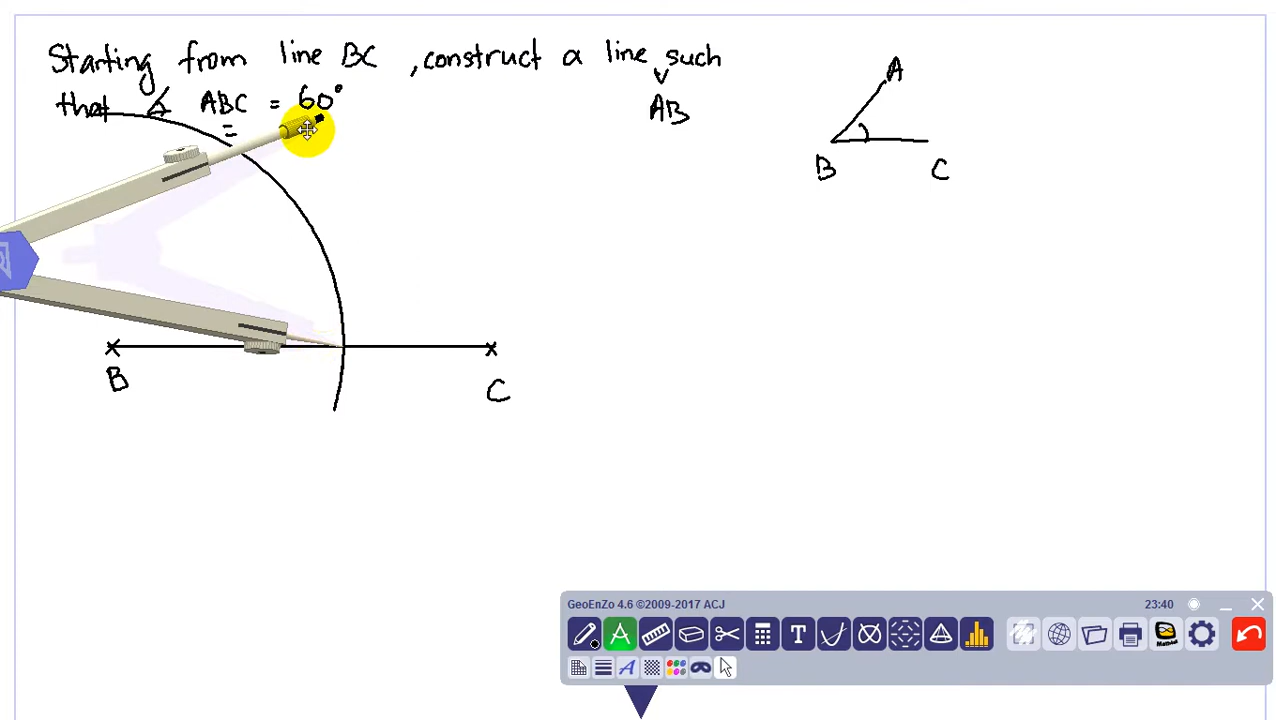 Starting from line BC , construct a line such
AB
that ∡ ABC = 60°
A
B C
B C
GeoEnZo 4.6 ©2009-2017 ACJ 23:40